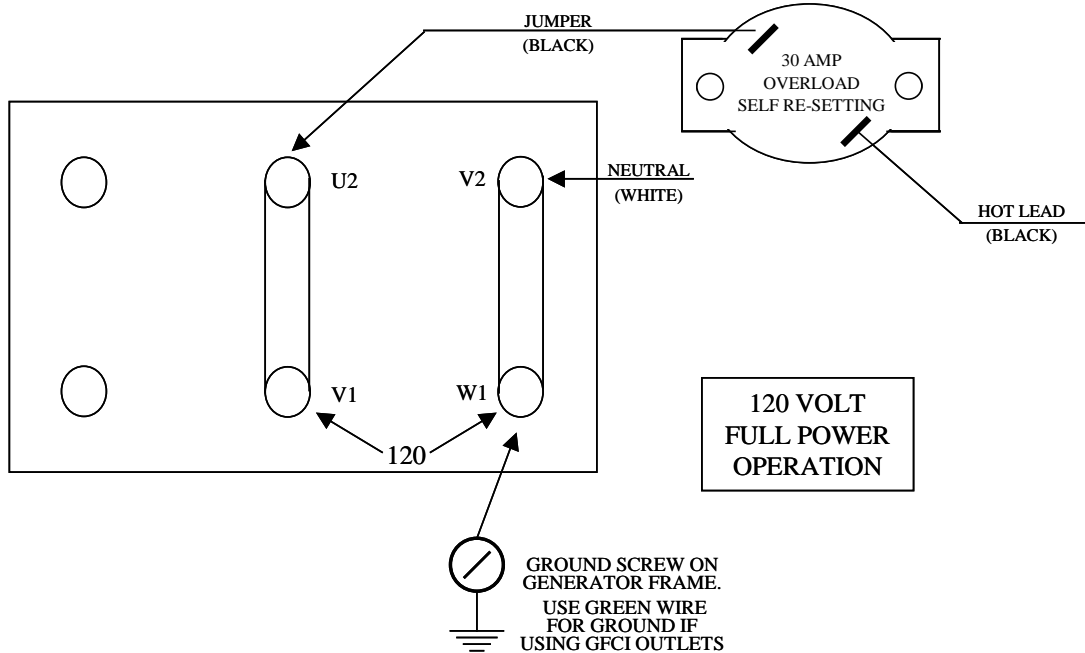 JUMPER
(BLACK)
30 AMP
OVERLOAD
SELF RE-SETTING
U2
V2
NEUTRAL
(WHITE)
HOT LEAD
(BLACK)
V1
W1
120
120 VOLT
FULL POWER
OPERATION
GROUND SCREW ON
GENERATOR FRAME.
USE GREEN WIRE
FOR GROUND IF
USING GFCI OUTLETS